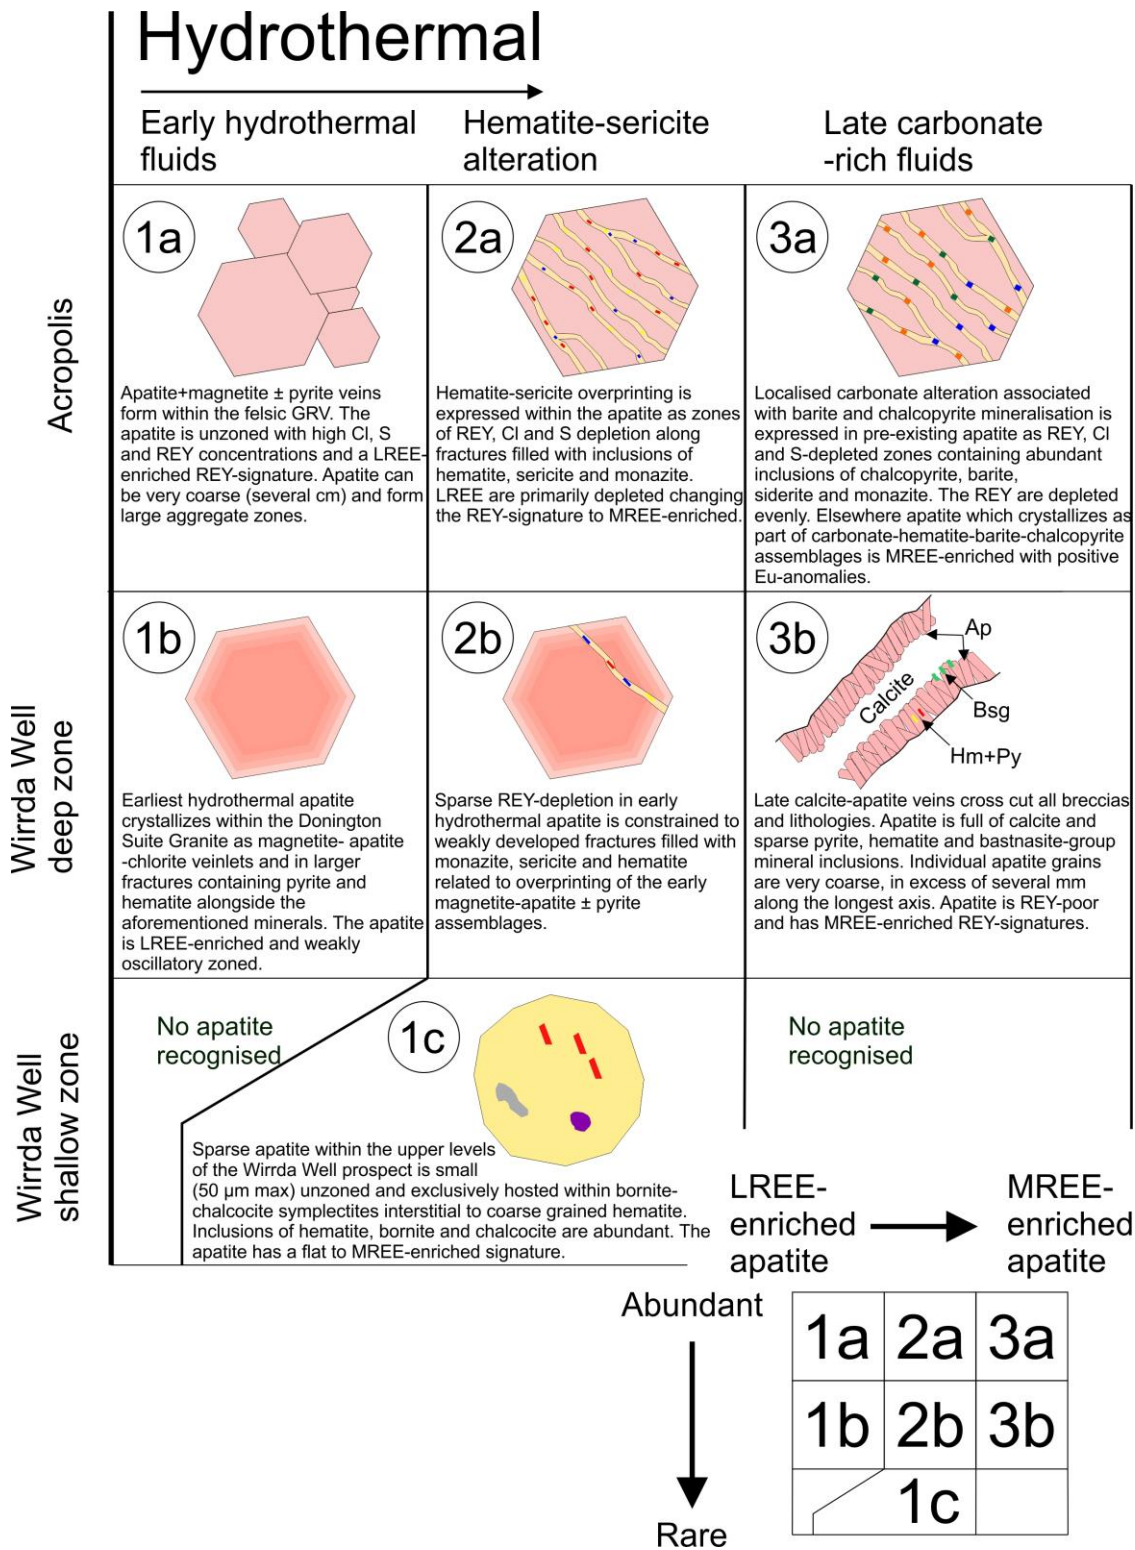 Hydrothermal
Early hydrothermal
fluids
Hematite-sericite
alteration
Late carbonate
-rich fluids
Acropolis
1a
Apatite+magnetite ± pyrite veins
form within the felsic GRV. The
apatite is unzoned with high Cl, S
and REY concentrations and a LREE-
enriched REY-signature. Apatite can
be very coarse (several cm) and form
large aggregate zones.
2a
Hematite-sericite overprinting is
expressed within the apatite as zones
of REY, Cl and S depletion along
fractures filled with inclusions of
hematite, sericite and monazite.
LREE are primarily depleted changing
the REY-signature to MREE-enriched.
3a
Localised carbonate alteration associated
with barite and chalcopyrite mineralisation is
expressed in pre-existing apatite as REY, Cl
and S-depleted zones containing abundant
inclusions of chalcopyrite, barite,
siderite and monazite. The REY are depleted
evenly. Elsewhere apatite which crystallizes as
part of carbonate-hematite-barite-chalcopyrite
assemblages is MREE-enriched with positive
Eu-anomalies.
Wirrda Well
deep zone
1b
Earliest hydrothermal apatite
crystallizes within the Donington
Suite Granite as magnetite- apatite
-chlorite veinlets and in larger
fractures containing pyrite and
hematite alongside the
aforementioned minerals. The apatite
is LREE-enriched and weakly
oscillatory zoned.
2b
Sparse REY-depletion in early
hydrothermal apatite is constrained to
weakly developed fractures filled with
monazite, sericite and hematite
related to overprinting of the early
magnetite-apatite ± pyrite
assemblages.
3b
Ap
Calcite
Bsg
Hm+Py
Late calcite-apatite veins cross cut all breccias
and lithologies. Apatite is full of calcite and
sparse pyrite, hematite and bastnasite-group
mineral inclusions. Individual apatite grains
are very coarse, in excess of several mm
along the longest axis. Apatite is REY-poor
and has MREE-enriched REY-signatures.
Wirrda Well
shallow zone
No apatite
recognised
1c
Sparse apatite within the upper levels
of the Wirrda Well prospect is small
(50 µm max) unzoned and exclusively hosted within bornite-
chalcocite symplectites interstitial to coarse grained hematite.
Inclusions of hematite, bornite and chalcocite are abundant. The
apatite has a flat to MREE-enriched signature.
No apatite
recognised
LREE-
enriched
apatite
MREE-
enriched
apatite
Abundant
Rare
1a 2a 3a
1b 2b 3b
1c